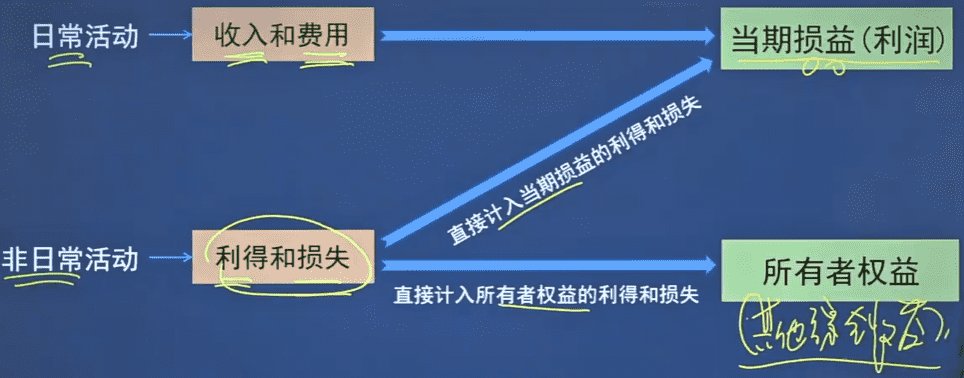 日常活动
收入和费用
当期损益(利润)
直接计入当期损益的利得和损失
非日常活动
利得和损失
所有者权益
直接计入所有者权益的利得和损失
(其他综合收益)